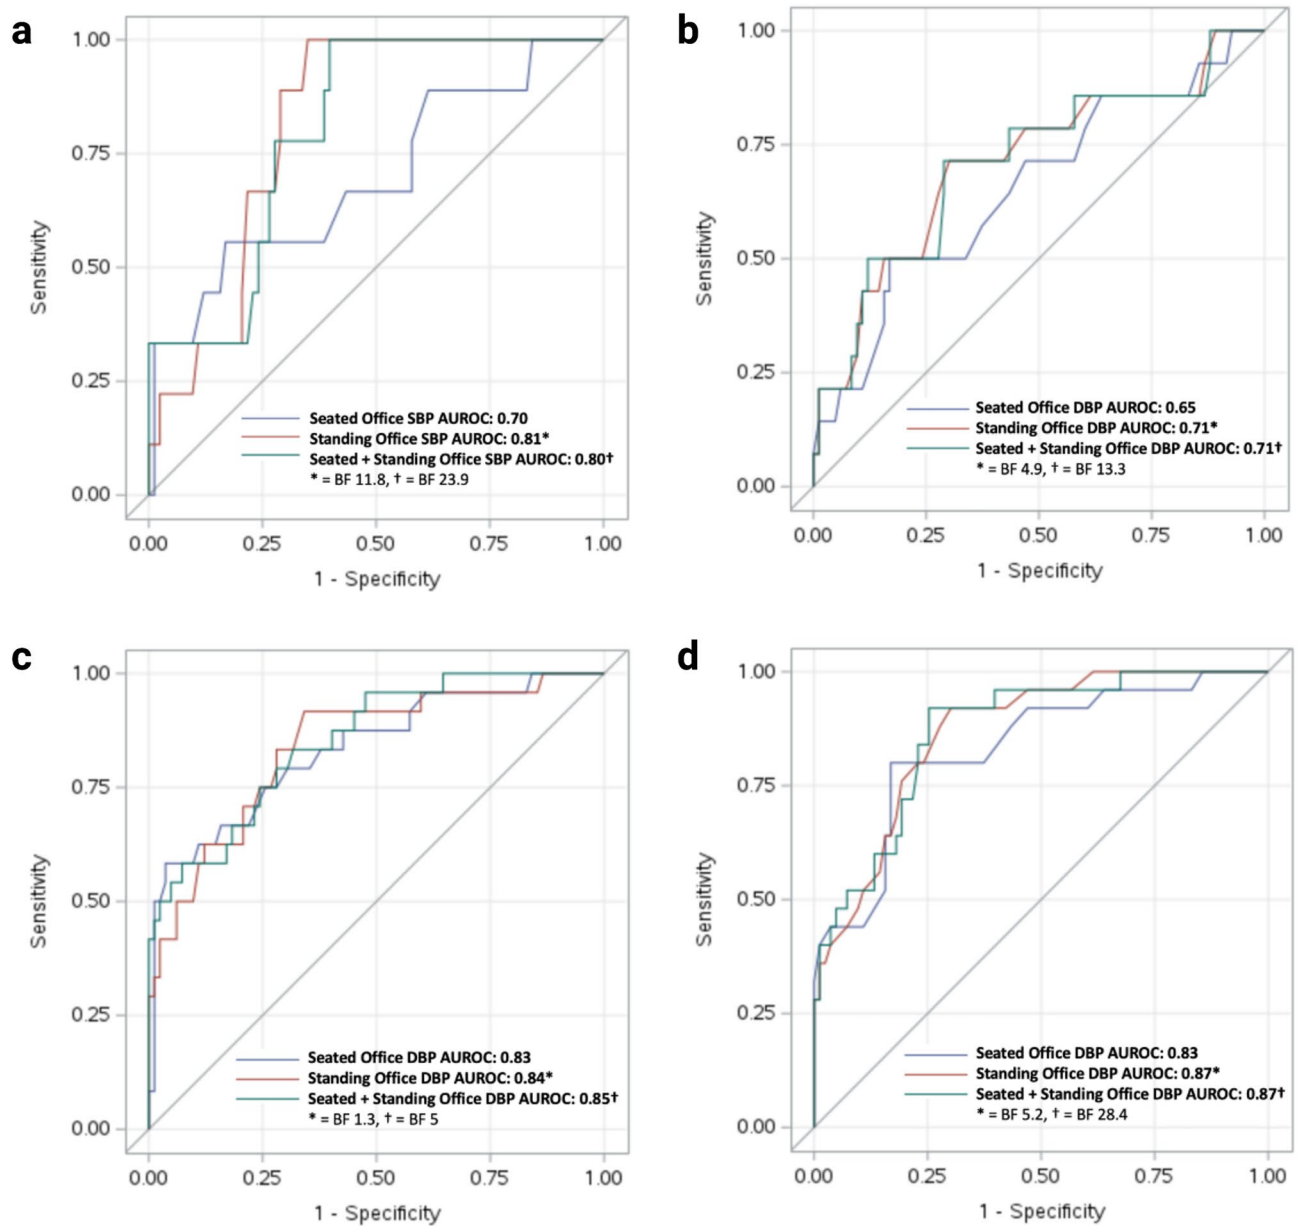 a
1.00
0.75
0.50
0.25
0.00
Sensitivity
Seated Office SBP AUROC: 0.70
Standing Office SBP AUROC: 0.81*
Seated + Standing Office SBP AUROC: 0.80†
* = BF 11.8, † = BF 23.9
0.00 0.25 0.50 0.75 1.00
1 - Specificity
b
1.00
0.75
0.50
0.25
0.00
Sensitivity
Seated Office DBP AUROC: 0.65
Standing Office DBP AUROC: 0.71*
Seated + Standing Office DBP AUROC: 0.71†
* = BF 4.9, † = BF 13.3
0.00 0.25 0.50 0.75 1.00
1 - Specificity
c
1.00
0.75
0.50
0.25
0.00
Sensitivity
Seated Office DBP AUROC: 0.83
Standing Office DBP AUROC: 0.84*
Seated + Standing Office DBP AUROC: 0.85†
* = BF 1.3, † = BF 5
0.00 0.25 0.50 0.75 1.00
1 - Specificity
d
1.00
0.75
0.50
0.25
0.00
Sensitivity
Seated Office DBP AUROC: 0.83
Standing Office DBP AUROC: 0.87*
Seated + Standing Office DBP AUROC: 0.87†
* = BF 5.2, † = BF 28.4
0.00 0.25 0.50 0.75 1.00
1 - Specificity